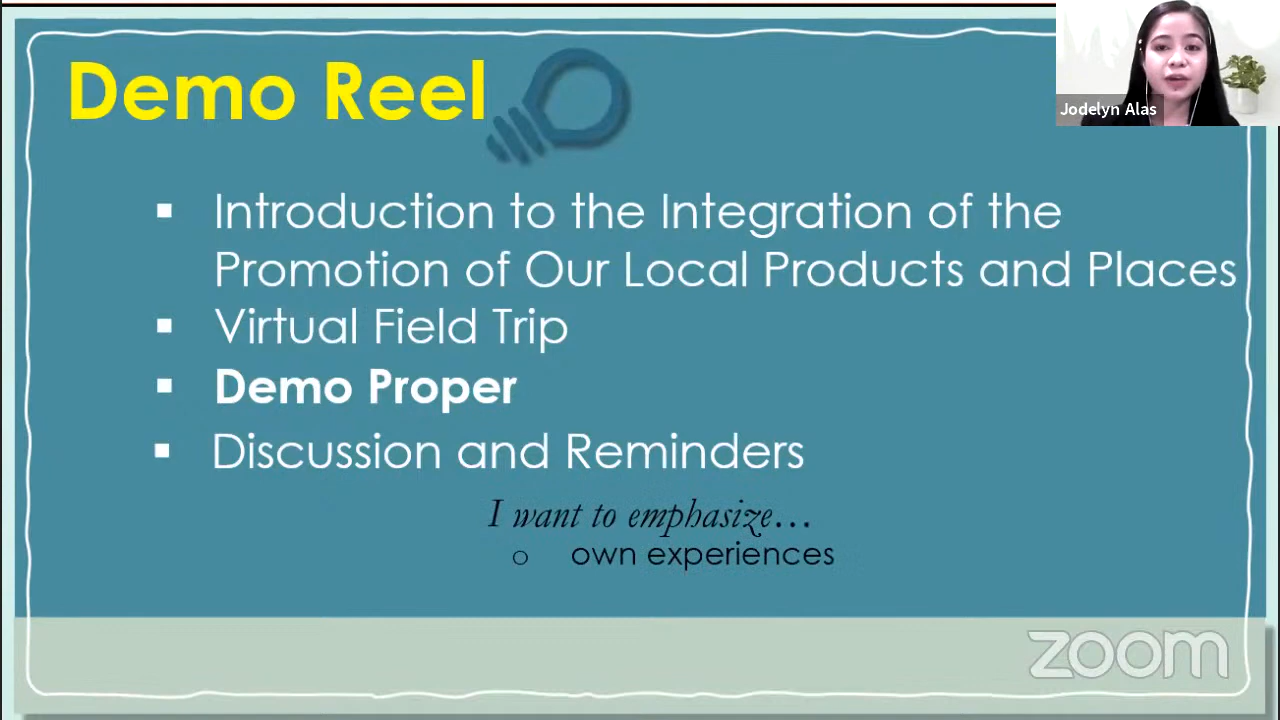 Demo Reel
Jodelyn Alas
▪ Introduction to the Integration of the
Promotion of Our Local Products and Places
▪ Virtual Field Trip
▪ Demo Proper
▪ Discussion and Reminders
I want to emphasize…
o own experiences
zoom